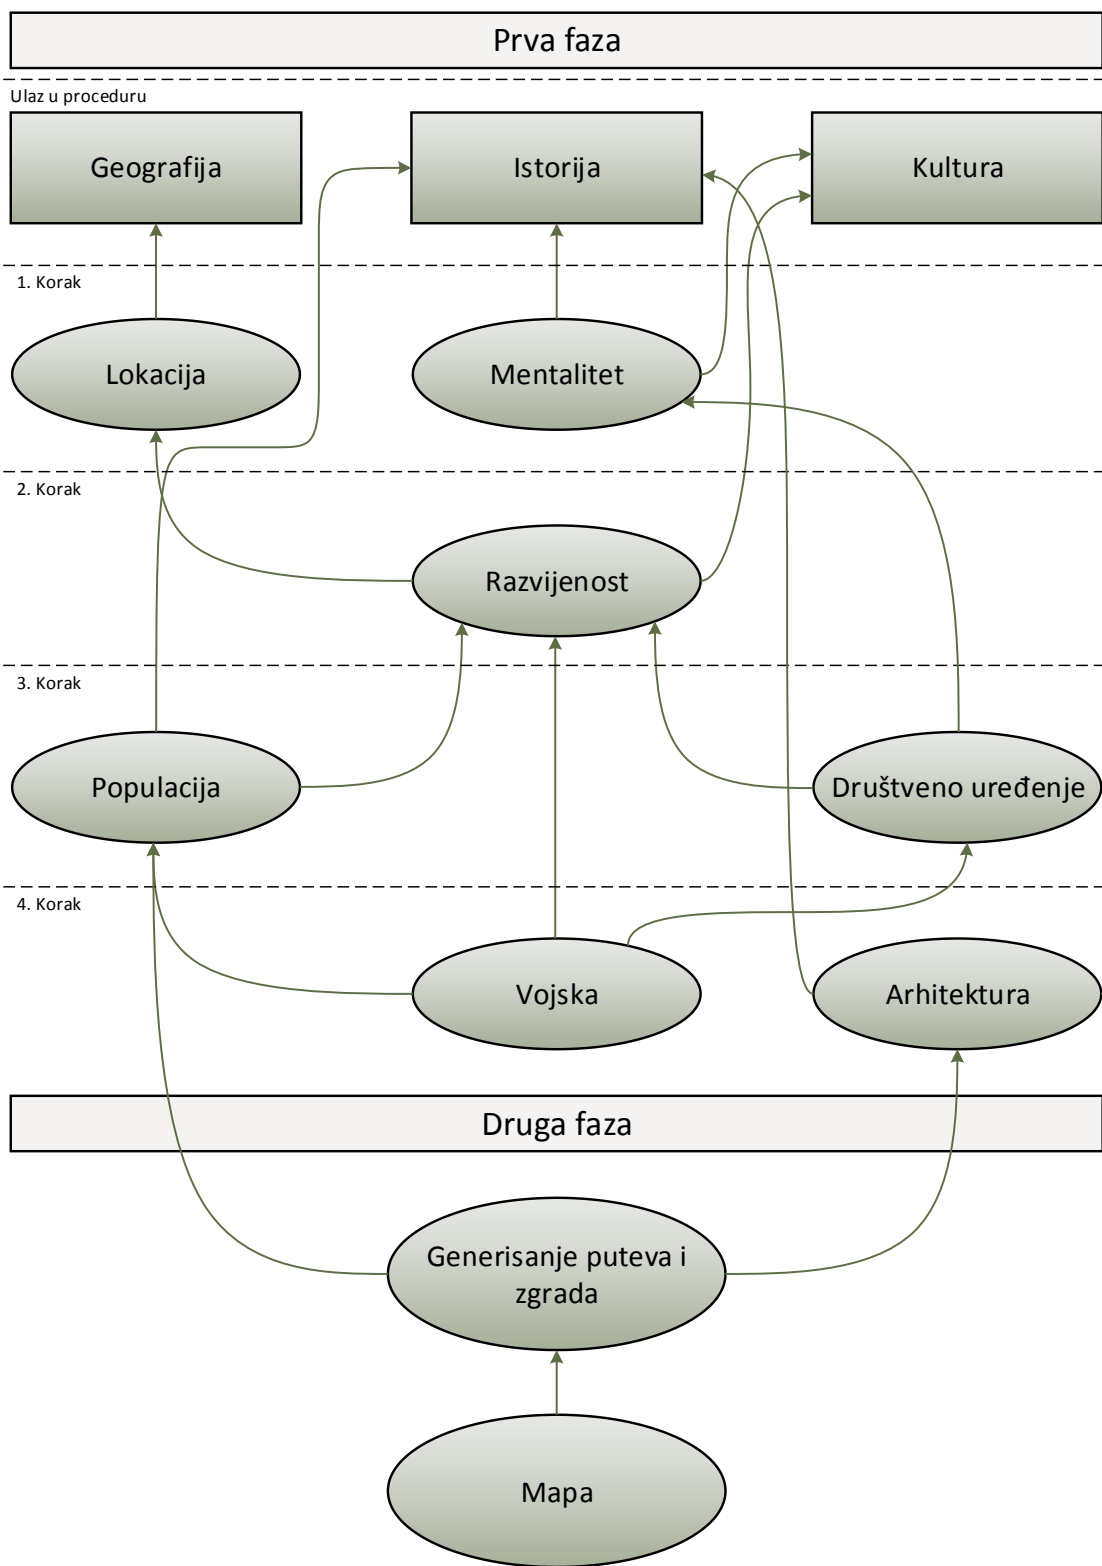 Prva faza
Ulaz u proceduru
Geografija
Istorija
Kultura
1. Korak
Lokacija
Mentalitet
2. Korak
Razvijenost
3. Korak
Populacija
Društveno uređenje
4. Korak
Vojska
Arhitektura
Druga faza
Generisanje puteva i
zgrada
Mapa